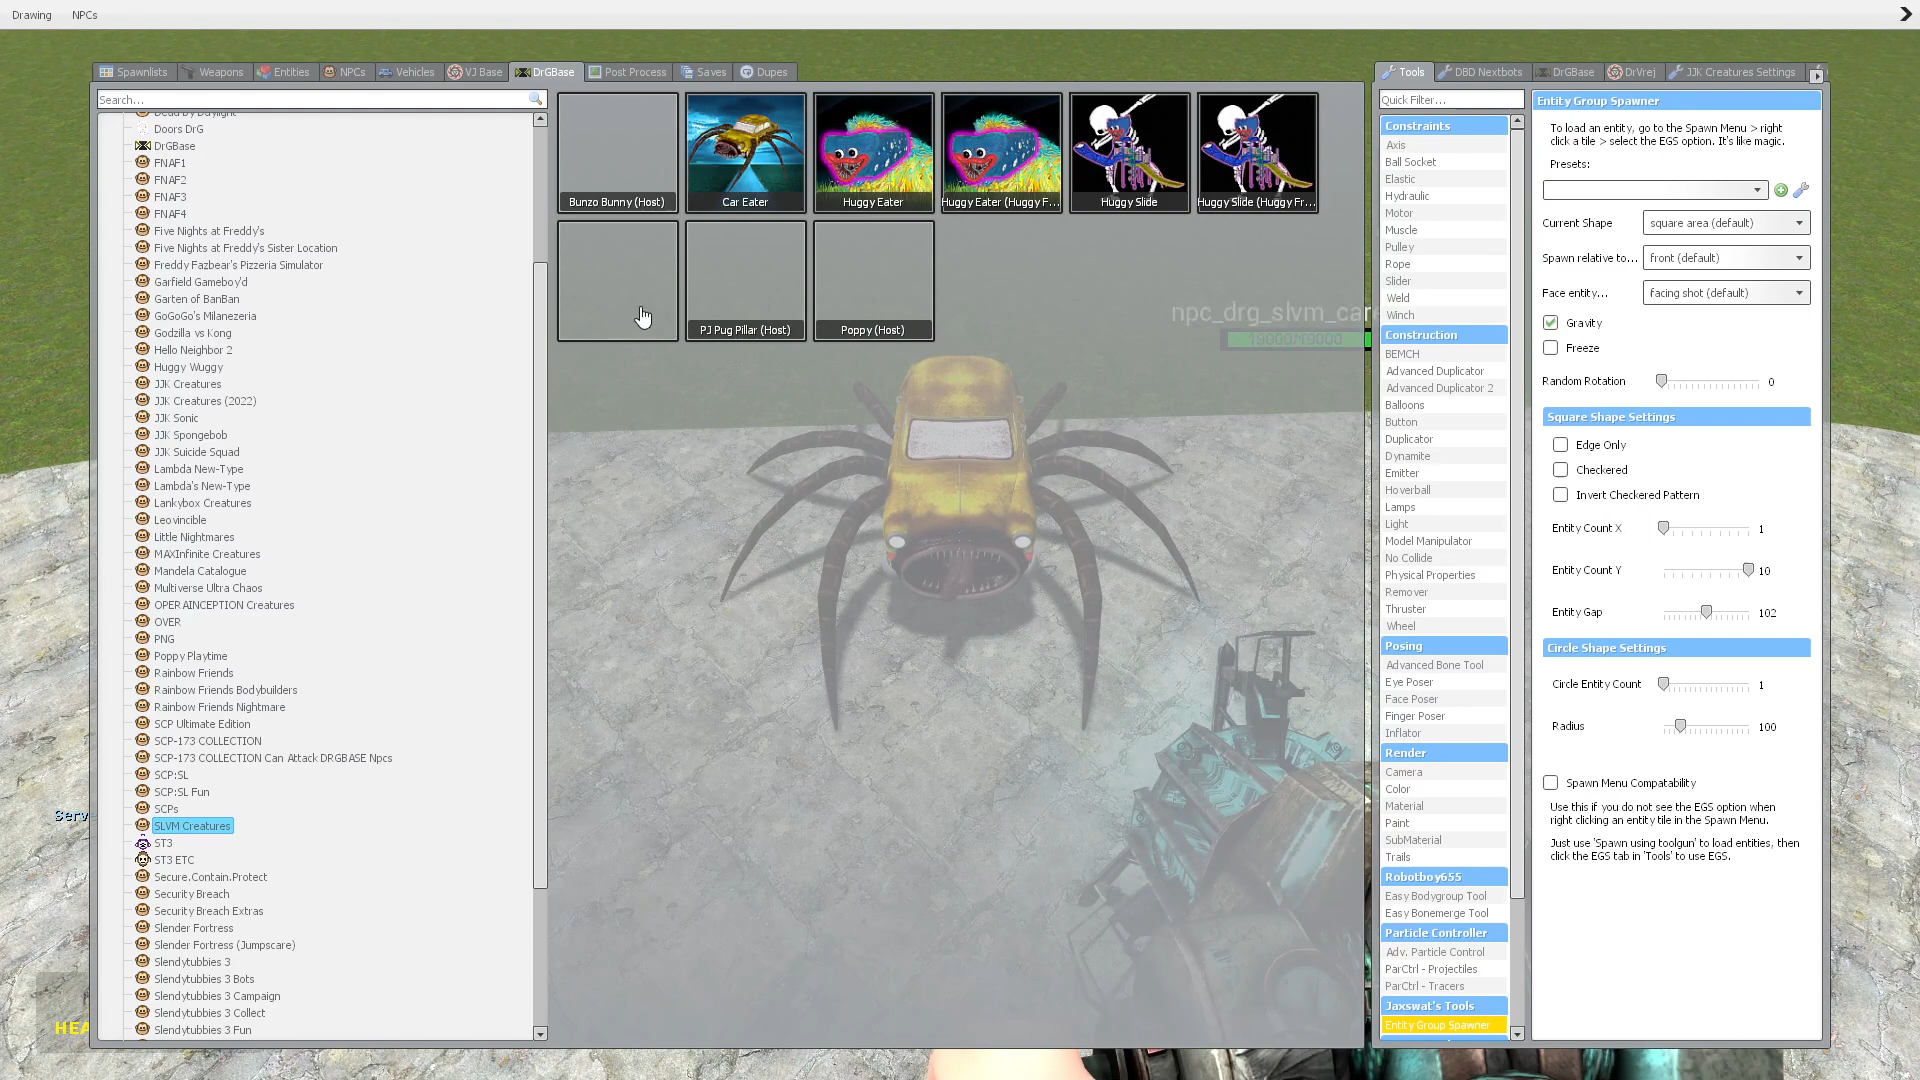 Drawing NPCs
Spawnlists Weapons Entities NPCs Vehicles VJ Base DrGBase Post Process Saves Dupes
Search...
Doors DrG
DrGBase
FNAF1
FNAF2
FNAF3
FNAF4
Five Nights at Freddy's
Five Nights at Freddy's Sister Location
Freddy Fazbear's Pizzeria Simulator
Garfield Gameboy'd
Garten of BanBan
GoGoGo's Milanezeria
Godzilla vs Kong
Hello Neighbor 2
Huggy Wuggy
JJK Creatures
JJK Creatures (2022)
JJK Sonic
JJK Spongebob
JJK Suicide Squad
Lambda New-Type
Lambda's New-Type
Lankybox Creatures
Leovincible
Little Nightmares
MAXInfinite Creatures
Mandela Catalogue
Multiverse Ultra Chaos
OPERAINCEPTION Creatures
OVER
PNG
Poppy Playtime
Rainbow Friends
Rainbow Friends Bodybuilders
Rainbow Friends Nightmare
SCP Ultimate Edition
SCP-173 COLLECTION
SCP-173 COLLECTION Can Attack DRGBASE Npcs
SCP:SL
SCP:SL Fun
SCPs
SLVM Creatures
ST3
ST3 ETC
Secure.Contain.Protect
Security Breach
Security Breach Extras
Slender Fortress
Slender Fortress (Jumpscare)
Slendytubbies 3
Slendytubbies 3 Bots
Slendytubbies 3 Campaign
Slendytubbies 3 Collect
Slendytubbies 3 Fun
Serv
HEA
Bunzo Bunny (Host) Car Eater Huggy Eater Huggy Eater (Huggy F... Huggy Slide Huggy Slide (Huggy Fr...
PJ Pug Pillar (Host) Poppy (Host)
npc_drg_slvm_care
19000/19000
Tools DBD Nextbots DrGBase DrVrej JJK Creatures Settings
Quick Filter...
Constraints
Axis
Ball Socket
Elastic
Hydraulic
Motor
Muscle
Pulley
Rope
Slider
Weld
Winch
Construction
BEMCH
Advanced Duplicator
Advanced Duplicator 2
Balloons
Button
Duplicator
Dynamite
Emitter
Hoverball
Lamps
Light
Model Manipulator
No Collide
Physical Properties
Remover
Thruster
Wheel
Posing
Advanced Bone Tool
Eye Poser
Face Poser
Finger Poser
Inflator
Render
Camera
Color
Material
Paint
SubMaterial
Trails
Robotboy655
Easy Bodygroup Tool
Easy Bonemerge Tool
Particle Controller
Adv. Particle Control
ParCtrl - Projectiles
ParCtrl - Tracers
Jaxswat's Tools
Entity Group Spawner
Entity Group Spawner
To load an entity, go to the Spawn Menu > right
click a tile > select the EGS option. It's like magic.
Presets:
Current Shape square area (default)
Spawn relative to... front (default)
Face entity... facing shot (default)
Gravity
Freeze
Random Rotation 0
Square Shape Settings
Edge Only
Checkered
Invert Checkered Pattern
Entity Count X 1
Entity Count Y 10
Entity Gap 102
Circle Shape Settings
Circle Entity Count 1
Radius 100
Spawn Menu Compatability
Use this if you do not see the EGS option when
right clicking an entity tile in the Spawn Menu.
Just use 'Spawn using toolgun' to load entities, then
click the EGS tab in 'Tools' to use EGS.